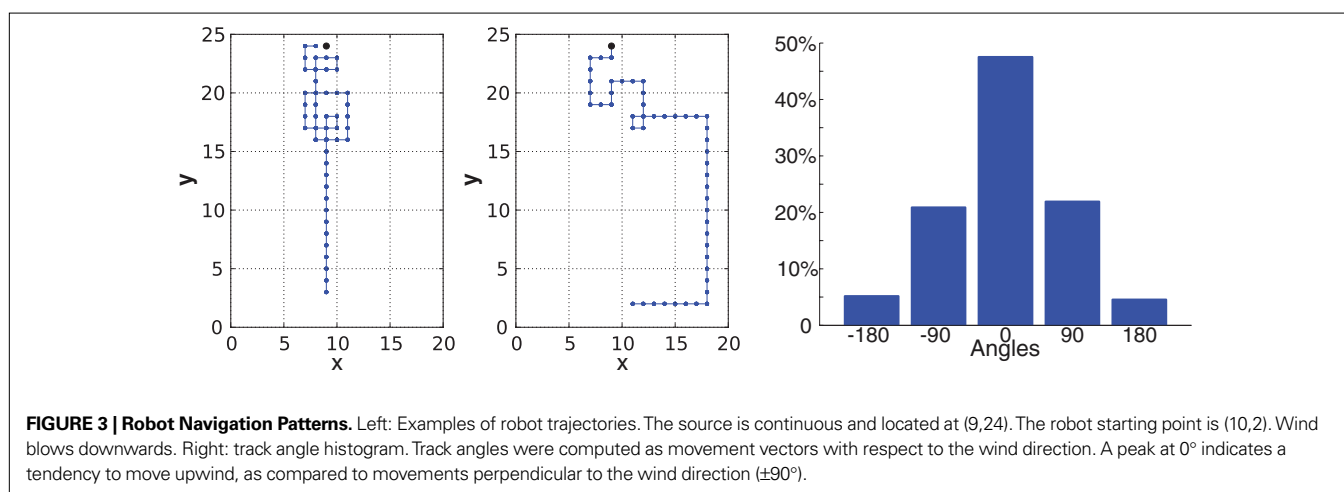 25
20
15
10
5
0
y
0 5 10 15 20
x
25
20
15
10
5
0
y
0 5 10 15 20
x
50%
40%
30%
20%
10%
0
-180 -90 0 90 180
Angles
FIGURE 3 | Robot Navigation Patterns. Left: Examples of robot trajectories. The source is continuous and located at (9,24). The robot starting point is (10,2). Wind
blows downwards. Right: track angle histogram. Track angles were computed as movement vectors with respect to the wind direction. A peak at 0° indicates a
tendency to move upwind, as compared to movements perpendicular to the wind direction (±90°).